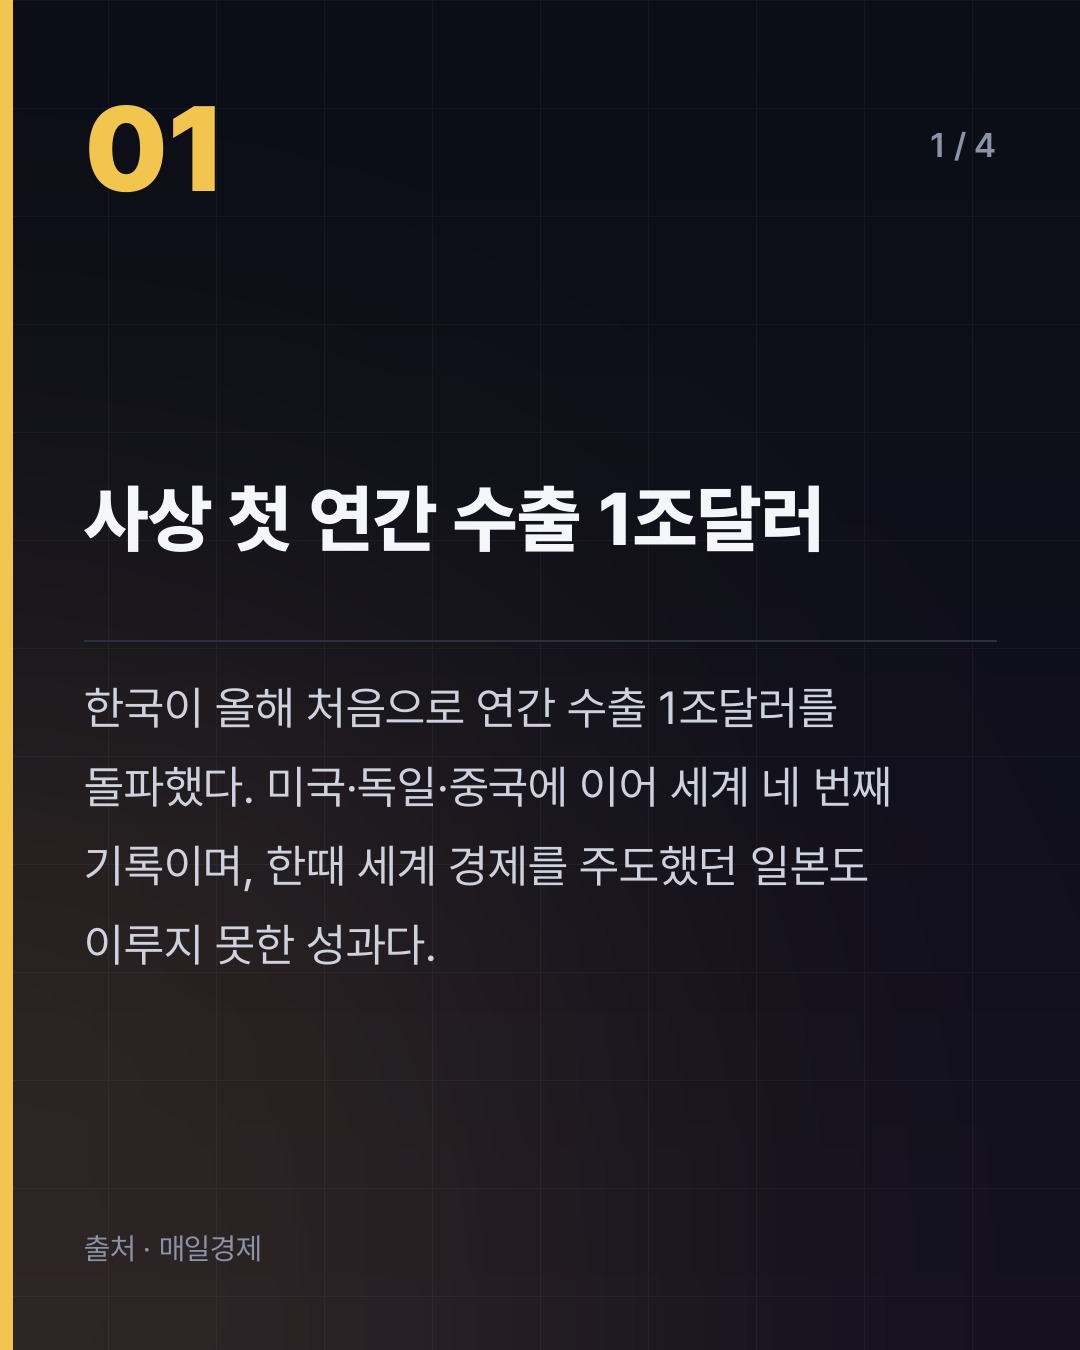 01
1 / 4
사상 첫 연간 수출 1조달러
한국이 올해 처음으로 연간 수출 1조달러를
돌파했다. 미국·독일·중국에 이어 세계 네 번째
기록이며, 한때 세계 경제를 주도했던 일본도
이루지 못한 성과다.
출처 · 매일경제